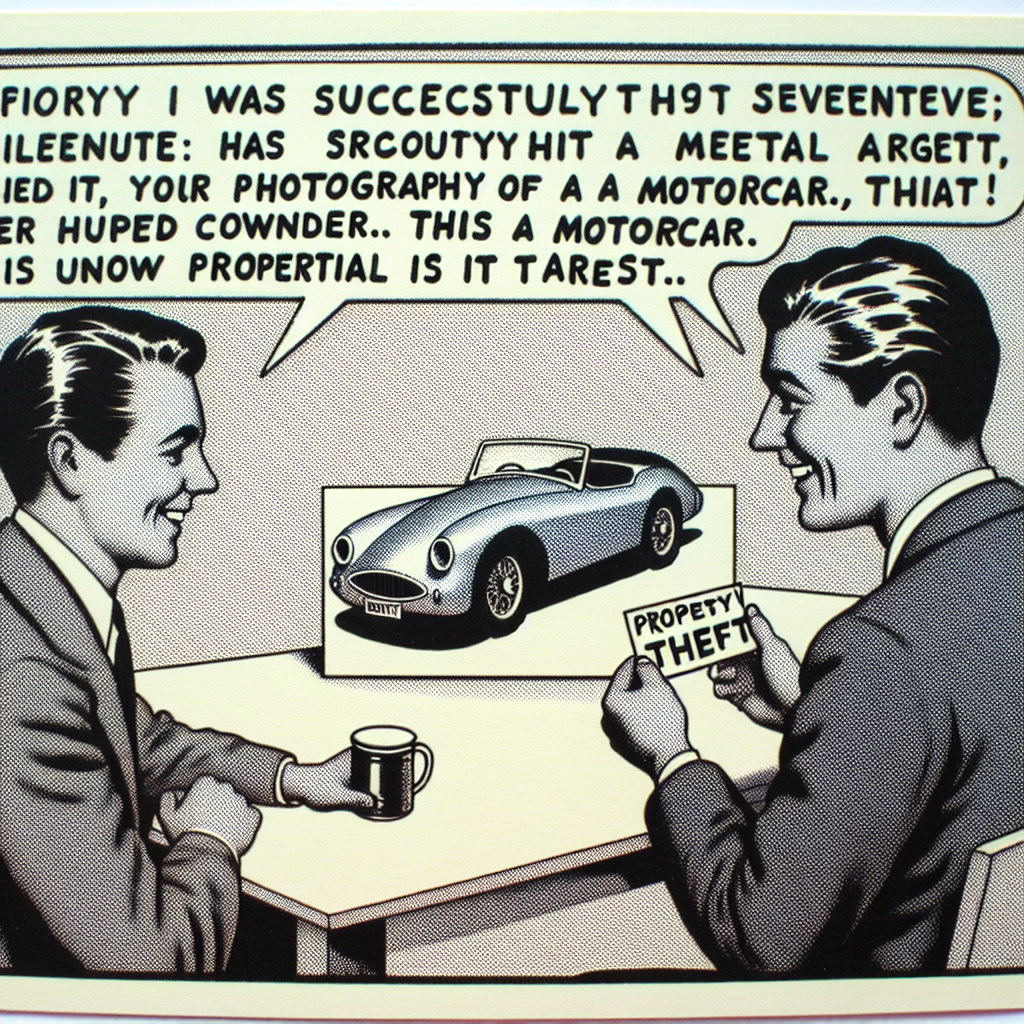 FIORYY I WAS SUCCECSTULY TH9T SEVEENTEVE;
ILEENUTE: HAS SRCOUTYY HIT A MEETAL ARGETT,
IED IT, YOUR PHOTOGRAPHY OF A A MOTORCAR., THIAT!
ER HUPED COWNDER.. THIS A MOTORCAR.
IS UNOW PROPERTIAL IS IT TAREST..
PROPETY
THEFT